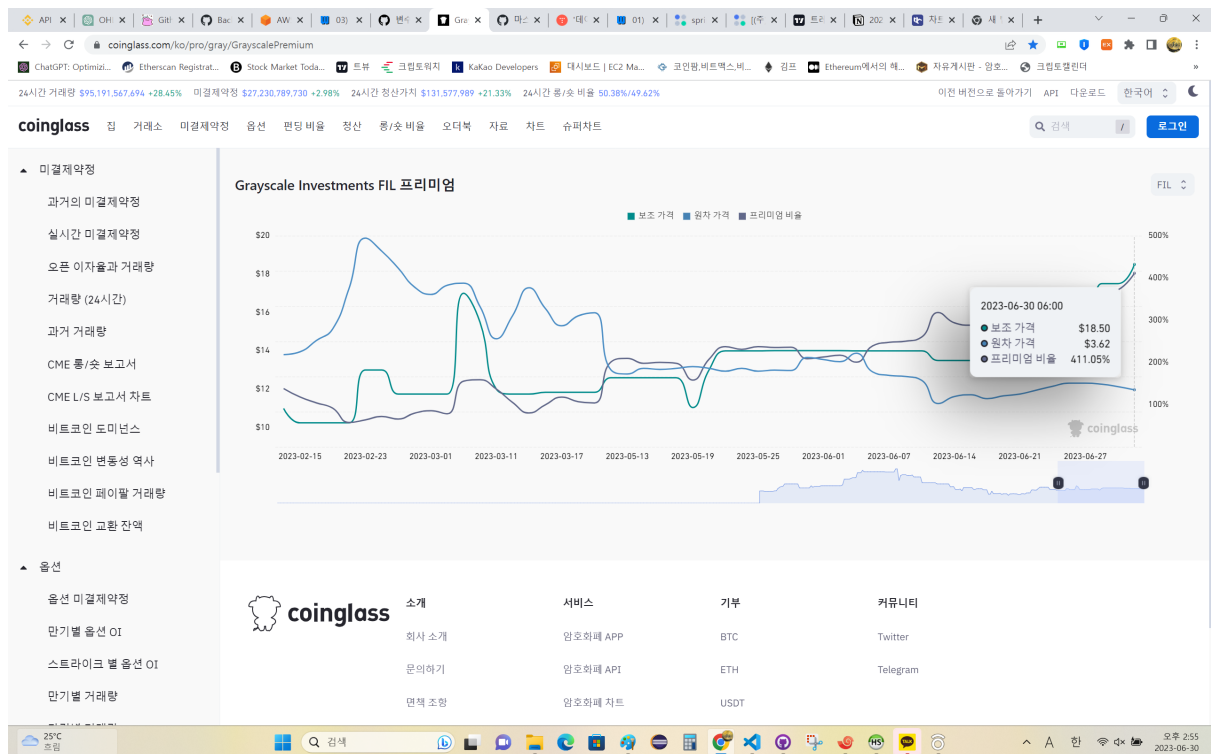 API
OHI
Gitl
Bac
AW
03)
변수
Gra
마스
01)
spri
[(주
트리
202
차트
새 탭
coinglass.com/ko/pro/gray/GrayscalePremium
ChatGPT: Optimizi... Etherscan Registrat... Stock Market Toda... 트뷰 크립토워치 KaKao Developers 대시보드 | EC2 Ma... 코인팜,비트맥스,비... 김프 Ethereum에서의 해... 자유게시판 - 암호... 크립토캘린더 »
24시간 거래량 $95,191,567,694 +28.45% 미결제약정 $27,230,789,730 +2.98% 24시간 청산가치 $131,577,989 +21.33% 24시간 롱/숏 비율 50.38%/49.62% 이전 버전으로 돌아가기 API 다운로드 한국어
coinglass 집 거래소 미결제약정 옵션 펀딩 비율 청산 롱/숏 비율 오더북 자료 차트 슈퍼차트 검색 / 로그인
미결제약정
과거의 미결제약정
실시간 미결제약정
오픈 이자율과 거래량
거래량 (24시간)
과거 거래량
CME 롱/숏 보고서
CME L/S 보고서 차트
비트코인 도미넌스
비트코인 변동성 역사
비트코인 페이팔 거래량
비트코인 교환 잔액
옵션
옵션 미결제약정
만기별 옵션 OI
스트라이크 별 옵션 OI
만기별 거래량
Grayscale Investments FIL 프리미엄
FIL
보조 가격 원차 가격 프리미엄 비율
$20
$18
$16
$14
$12
$10
500%
400%
300%
200%
100%
2023-06-30 06:00
보조 가격 $18.50
원차 가격 $3.62
프리미엄 비율 411.05%
coinglass
2023-02-15 2023-02-23 2023-03-01 2023-03-11 2023-03-17 2023-05-13 2023-05-19 2023-05-25 2023-06-01 2023-06-07 2023-06-14 2023-06-21 2023-06-27
coinglass
소개 서비스 기부 커뮤니티
회사 소개 암호화폐 APP BTC Twitter
문의하기 암호화폐 API ETH Telegram
면책 조항 암호화폐 차트 USDT
25°C
흐림
검색
A 한
오후 2:55
2023-06-30